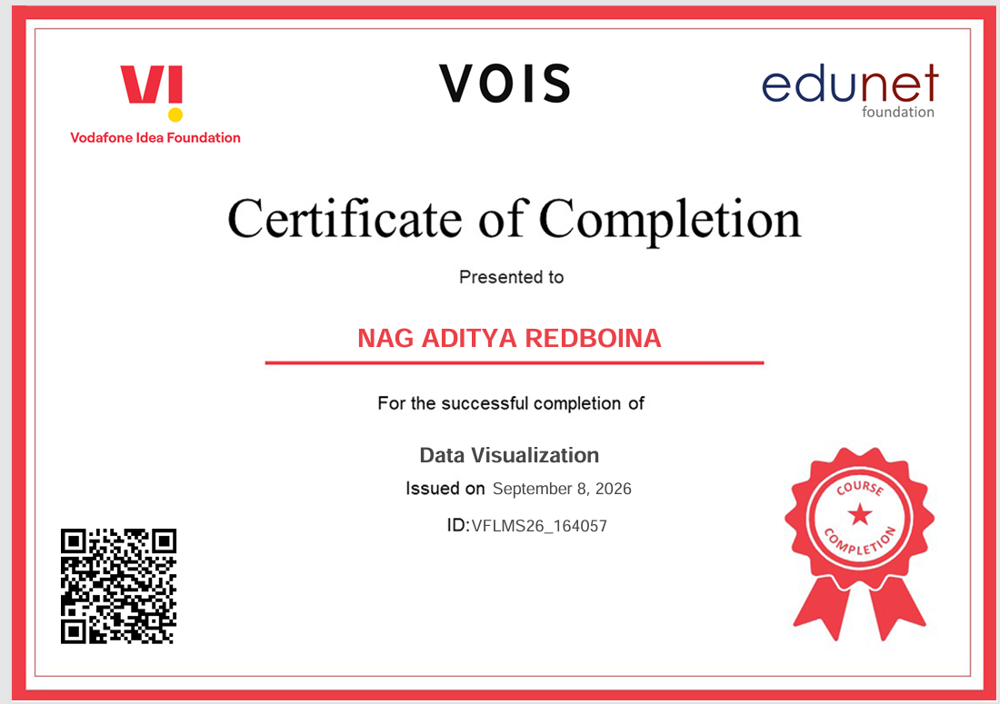 VI
Vodafone Idea Foundation
VOIS
edunet
foundation
Certificate of Completion
Presented to
NAG ADITYA REDBOINA
For the successful completion of
Data Visualization
Issued on September 8, 2026
ID:VFLMS26_164057
COURSE
COMPLETION